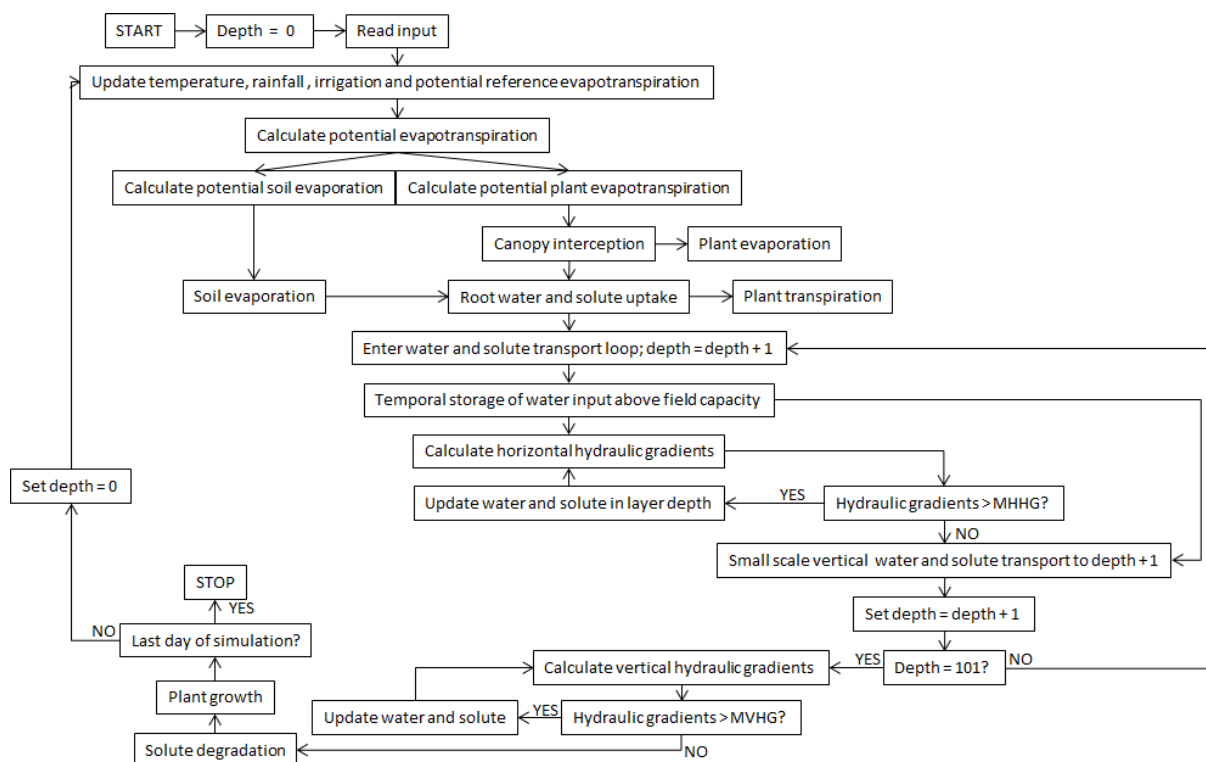 START
Depth = 0
Read input
Update temperature, rainfall , irrigation and potential reference evapotranspiration
Calculate potential evapotranspiration
Calculate potential soil evaporation
Calculate potential plant evapotranspiration
Canopy interception
Plant evaporation
Soil evaporation
Root water and solute uptake
Plant transpiration
Enter water and solute transport loop; depth = depth + 1
Temporal storage of water input above field capacity
Calculate horizontal hydraulic gradients
Set depth = 0
Update water and solute in layer depth
YES
Hydraulic gradients > MHHG?
NO
Small scale vertical water and solute transport to depth + 1
STOP
YES
Set depth = depth + 1
NO
Last day of simulation?
Calculate vertical hydraulic gradients
YES
Depth = 101?
NO
Plant growth
Update water and solute
YES
Hydraulic gradients > MVHG?
Solute degradation
NO